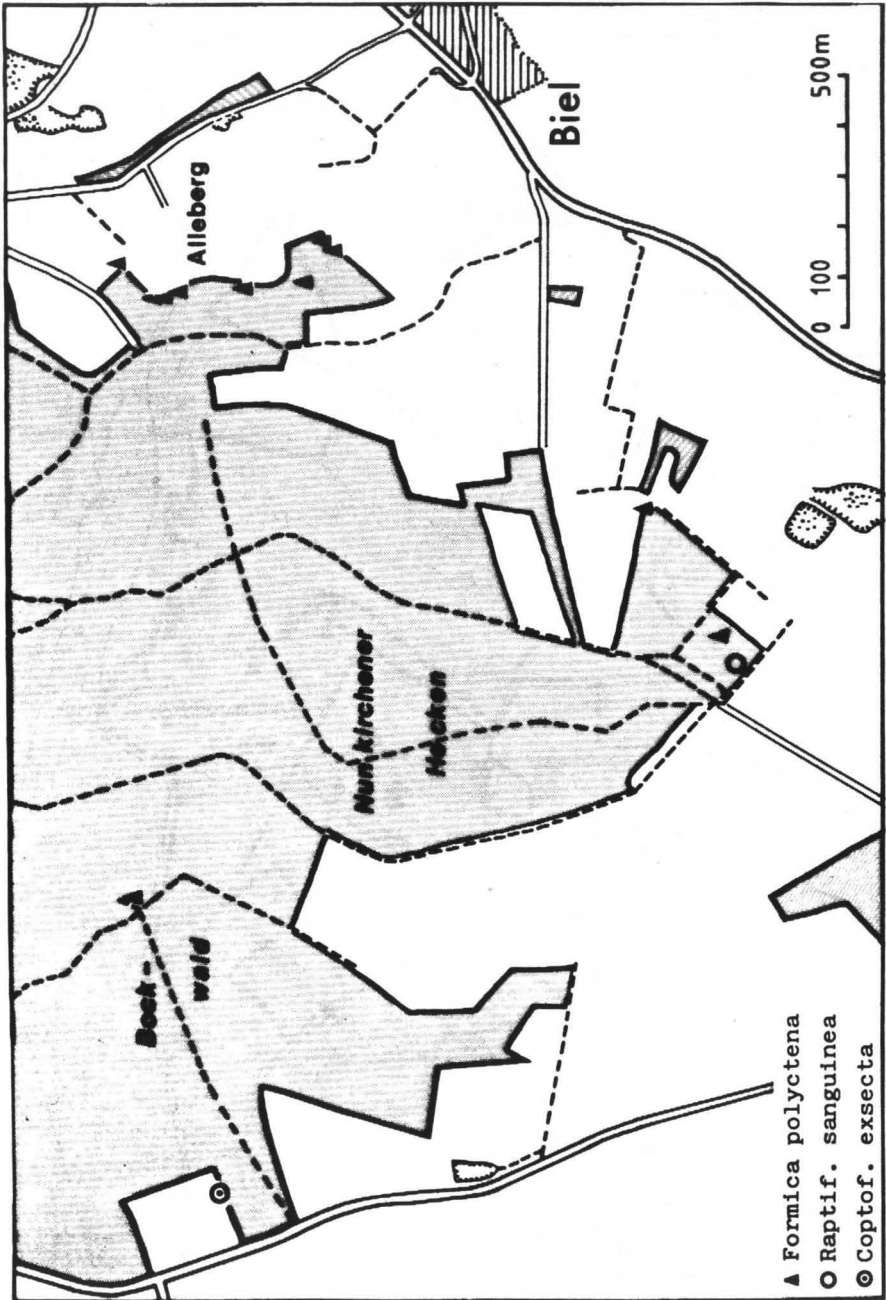 Bock-
wald
Nunkirchener
Hecken
Alleberg
Biel
▲ Formica polyctena
○ Raptif. sanguinea
◎ Coptof. exsecta
0 100 500m